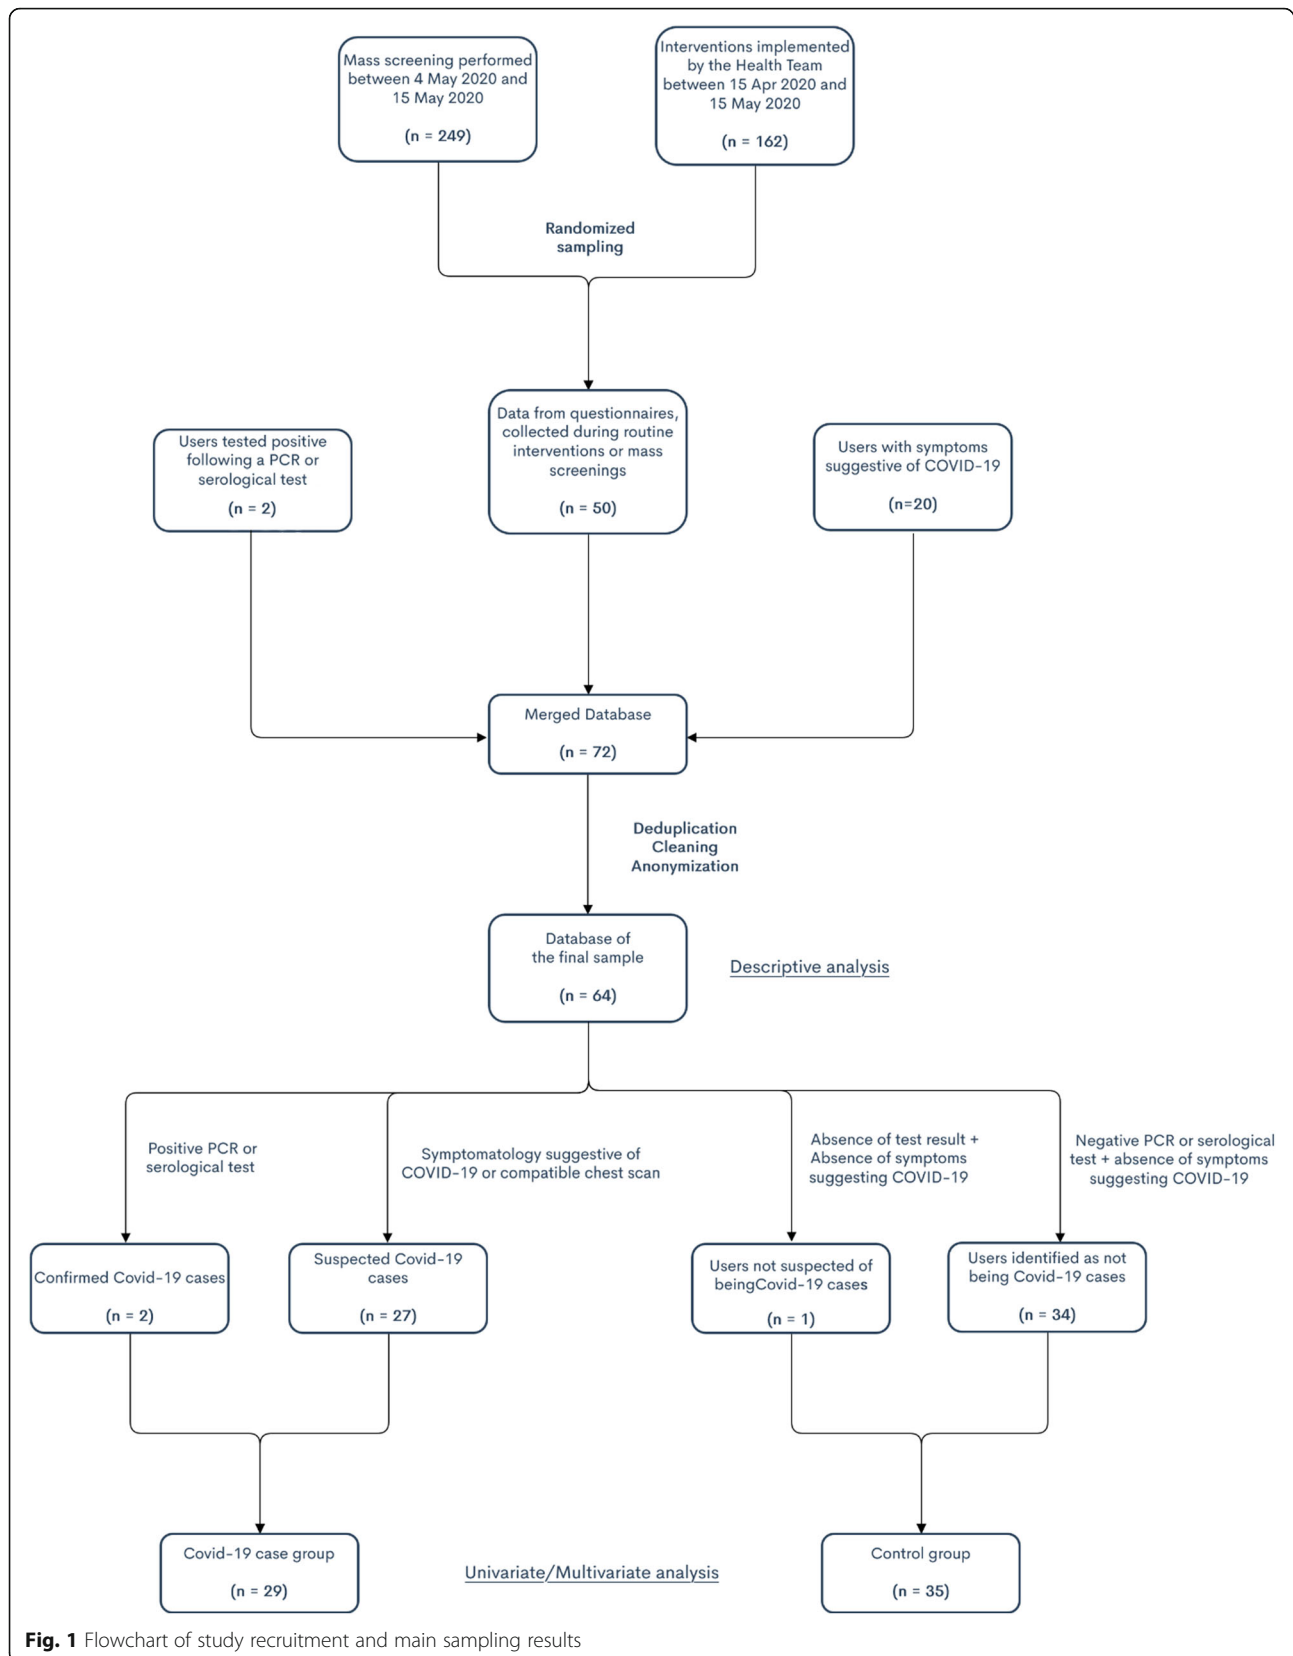 Mass screening performed
between 4 May 2020 and
15 May 2020
(n = 249)
Interventions implemented
by the Health Team
between 15 Apr 2020 and
15 May 2020
(n = 162)
Randomized
sampling
Users tested positive
following a PCR or
serological test
(n = 2)
Data from questionnaires,
collected during routine
interventions or mass
screenings
(n = 50)
Users with symptoms
suggestive of COVID-19
(n=20)
Merged Database
(n = 72)
Deduplication
Cleaning
Anonymization
Database of
the final sample
(n = 64)
Descriptive analysis
Positive PCR or
serological test
Symptomatology suggestive of
COVID-19 or compatible chest scan
Absence of test result +
Absence of symptoms
suggesting COVID-19
Negative PCR or serological
test + absence of symptoms
suggesting COVID-19
Confirmed Covid-19 cases
(n = 2)
Suspected Covid-19
cases
(n = 27)
Users not suspected of
beingCovid-19 cases
(n = 1)
Users identified as not
being Covid-19 cases
(n = 34)
Covid-19 case group
(n = 29)
Univariate/Multivariate analysis
Control group
(n = 35)
Fig. 1 Flowchart of study recruitment and main sampling results